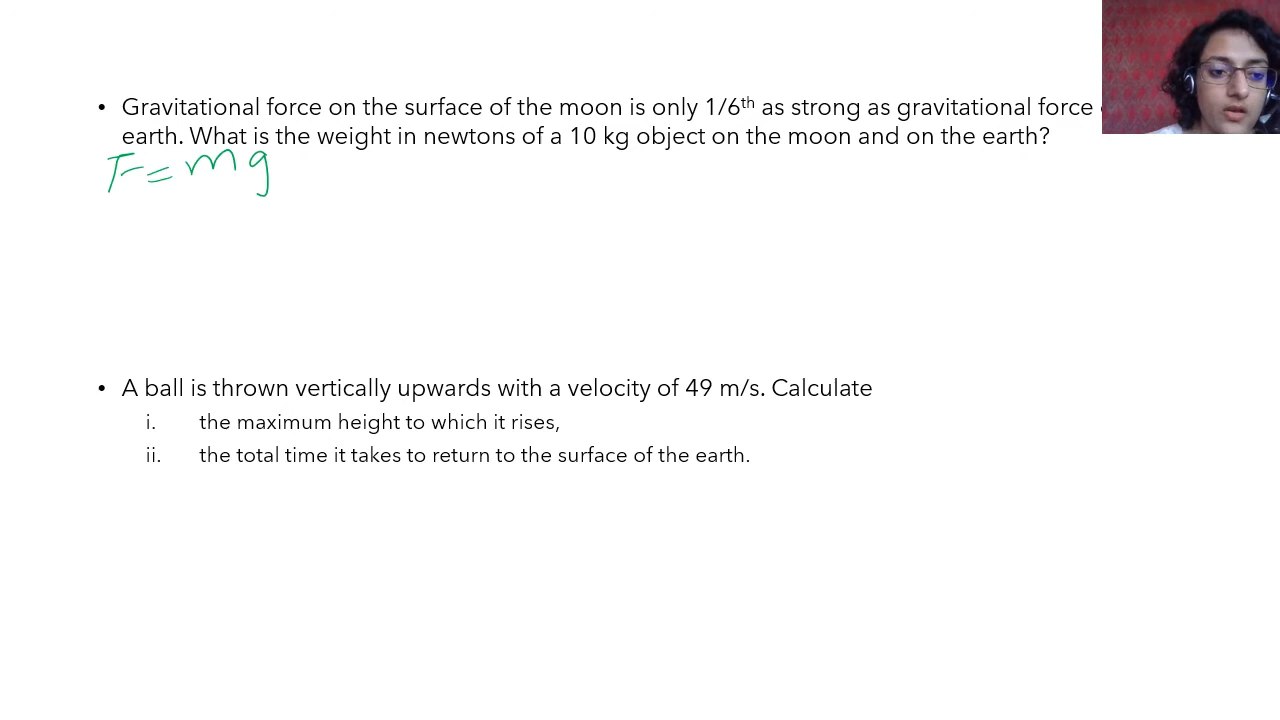 • Gravitational force on the surface of the moon is only 1/6th as strong as gravitational force
earth. What is the weight in newtons of a 10 kg object on the moon and on the earth?
F = mg
• A ball is thrown vertically upwards with a velocity of 49 m/s. Calculate
i. the maximum height to which it rises,
ii. the total time it takes to return to the surface of the earth.